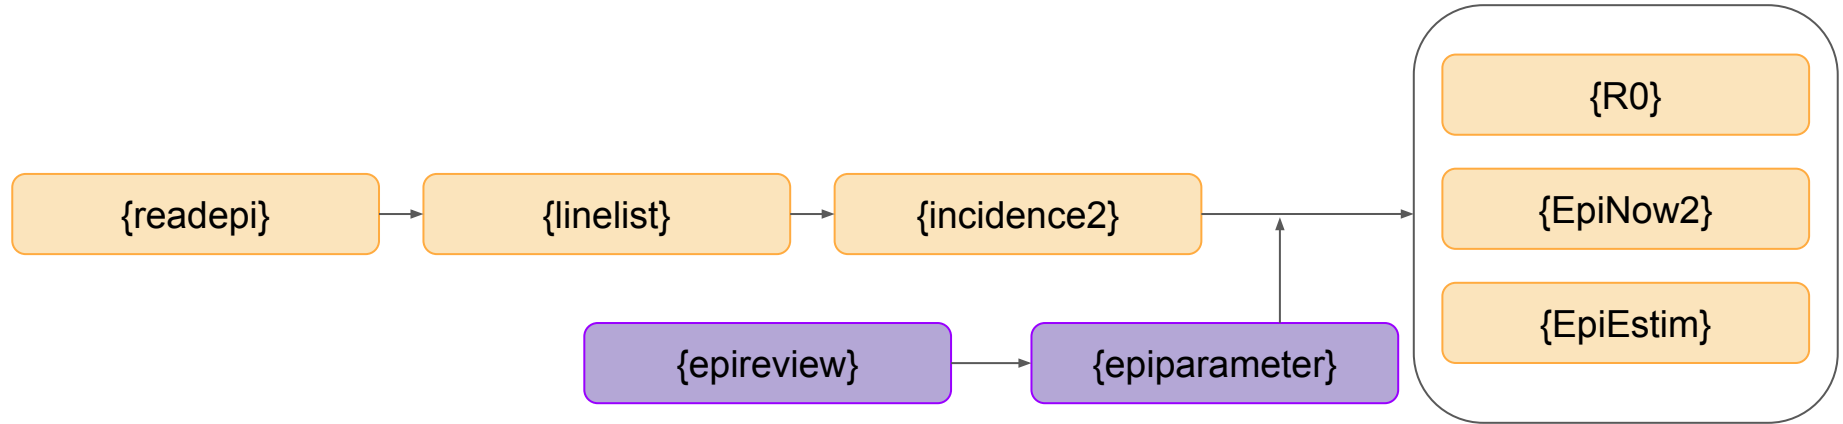 {readepi}
{linelist}
{incidence2}
{epireview}
{epiparameter}
{R0}
{EpiNow2}
{EpiEstim}